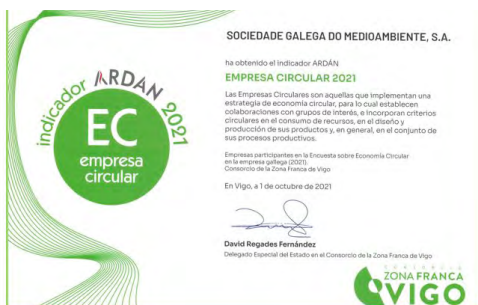 indicador ARDAN 2021
EC
empresa
circular
SOCIEDADE GALEGA DO MEDIOAMBIENTE, S.A.
ha obtenido el indicador ARDÁN
EMPRESA CIRCULAR 2021
Las Empresas Circulares son aquellas que implementan una
estrategia de economía circular, para lo cual establecen
colaboraciones con grupos de interés, e incorporan criterios
circulares en el consumo de recursos, en el diseño y
producción de sus productos y, en general, en el conjunto de
sus procesos productivos.
Empresas participantes en la Encuesta sobre Economía Circular
en la empresa gallega (2021).
Consorcio de la Zona Franca de Vigo
En Vigo, a 1 de octubre de 2021
David Regades Fernández
Delegado Especial del Estado en el Consorcio de la Zona Franca de Vigo
CONSORCIO
ZONA FRANCA
VIGO